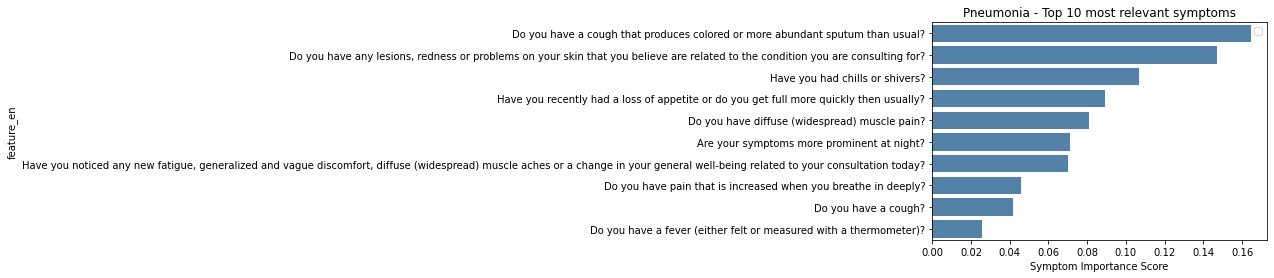 Pneumonia - Top 10 most relevant symptoms
Do you have a cough that produces colored or more abundant sputum than usual?
Do you have any lesions, redness or problems on your skin that you believe are related to the condition you are consulting for?
Have you had chills or shivers?
Have you recently had a loss of appetite or do you get full more quickly then usually?
Do you have diffuse (widespread) muscle pain?
Are your symptoms more prominent at night?
Have you noticed any new fatigue, generalized and vague discomfort, diffuse (widespread) muscle aches or a change in your general well-being related to your consultation today?
Do you have pain that is increased when you breathe in deeply?
Do you have a cough?
Do you have a fever (either felt or measured with a thermometer)?
feature_en
0.00 0.02 0.04 0.06 0.08 0.10 0.12 0.14 0.16
Symptom Importance Score